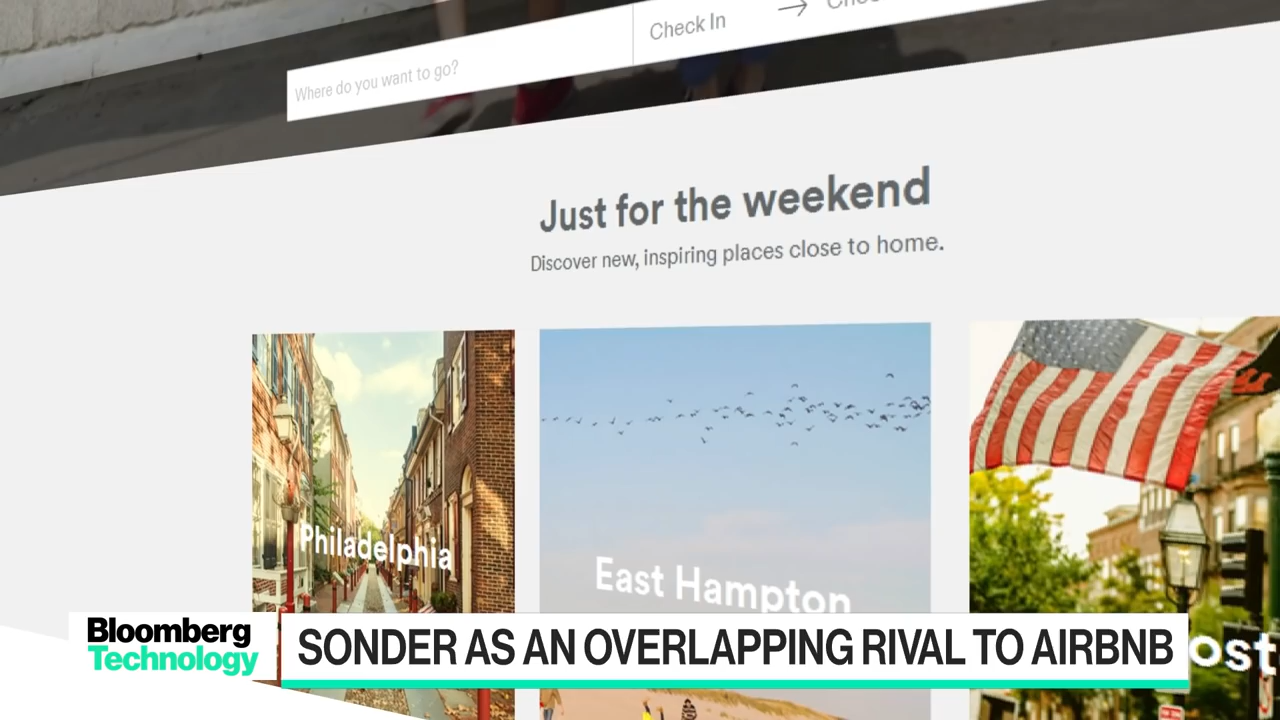 Check In
Where do you want to go?
Just for the weekend
Discover new, inspiring places close to home.
Philadelphia
East Hampton
Bloomberg
Technology
SONDER AS AN OVERLAPPING RIVAL TO AIRBNB